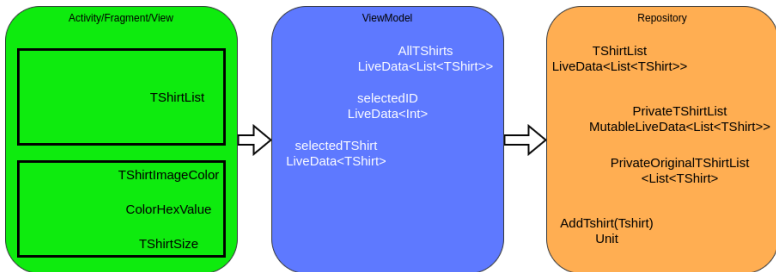 Activity/Fragment/View
TShirtList
TShirtImageColor
ColorHexValue
TShirtSize
ViewModel
AllTShirts
LiveData<List<TShirt>>
selectedID
LiveData<Int>
selectedTShirt
LiveData<TShirt>
Repository
TShirtList
LiveData<List<TShirt>>
PrivateTShirtList
MutableLiveData<List<TShirt>>
PrivateOriginalTShirtList
<List<TShirt>
AddTshirt(Tshirt)
Unit